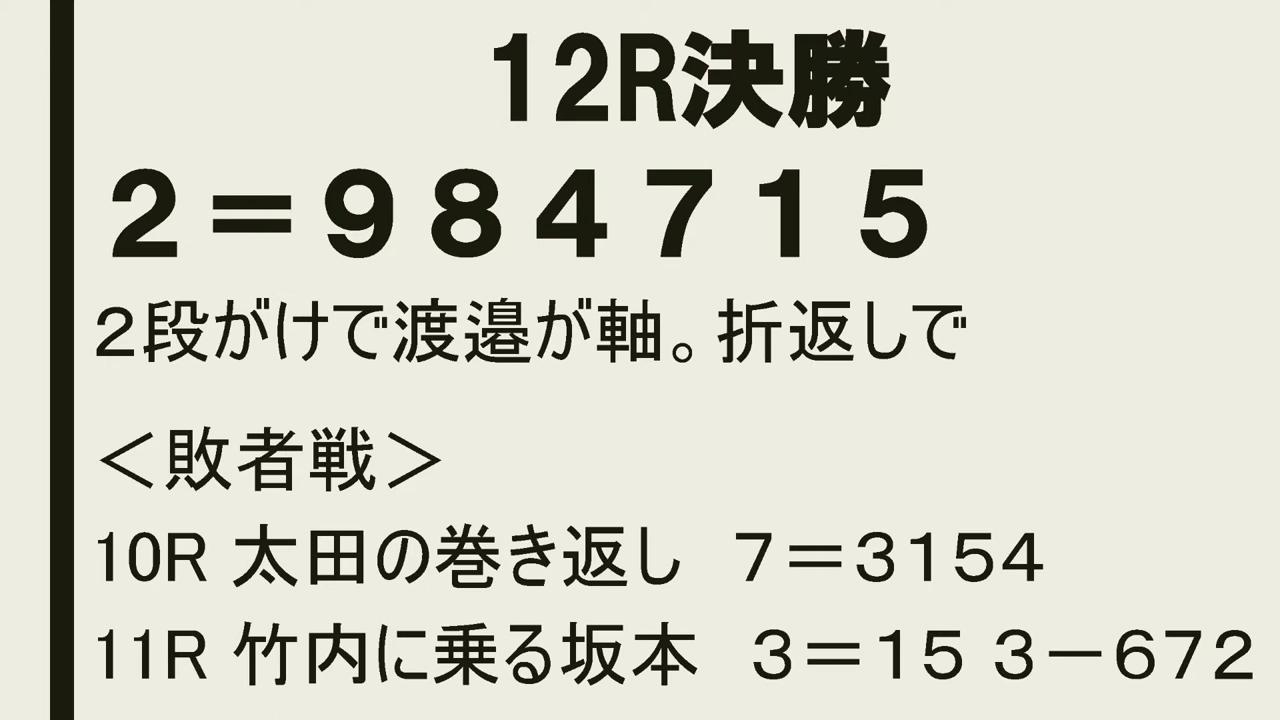 12R決勝
２＝９８４７１５
２段がけで渡邉が軸。折返しで
＜敗者戦＞
10R 太田の巻き返し　７＝３１５４
11R 竹内に乗る坂本　３＝１５ ３－６７２